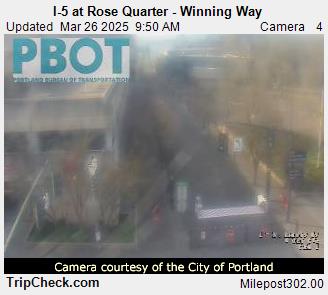 I-5 at Rose Quarter - Winning Way
Updated Mar 26 2025 9:50 AM Camera 4
PBOT
PORTLAND BUREAU OF TRANSPORTATION
Camera courtesy of the City of Portland
TripCheck.com Milepost302.00